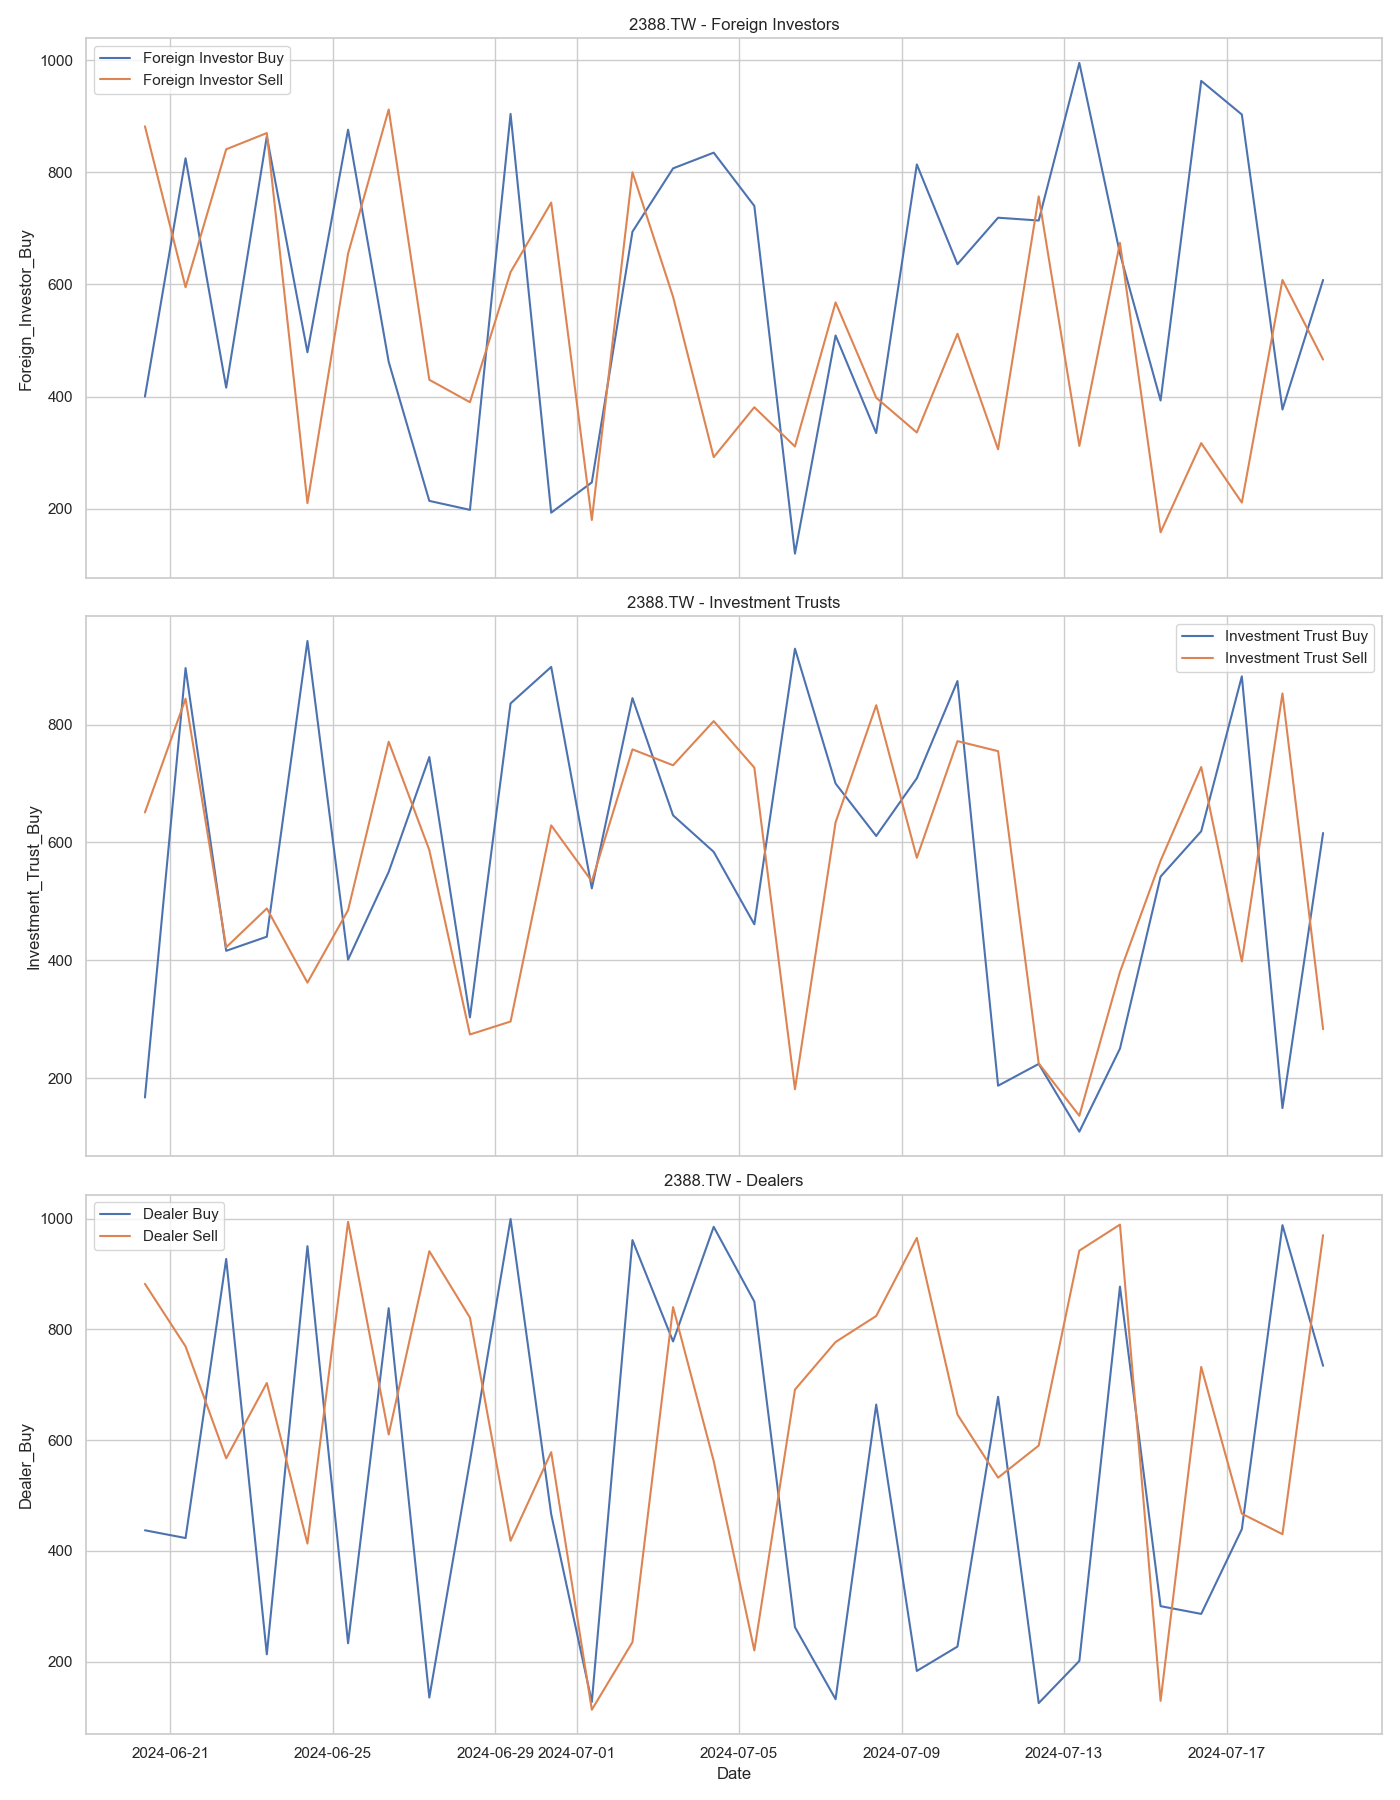 2388.TW - Foreign Investors
Foreign Investor Buy
Foreign Investor Sell
Foreign_Investor_Buy
1000
800
600
400
200
2388.TW - Investment Trusts
Investment Trust Buy
Investment Trust Sell
Investment_Trust_Buy
800
600
400
200
2388.TW - Dealers
Dealer Buy
Dealer Sell
Dealer_Buy
1000
800
600
400
200
2024-06-21 2024-06-25 2024-06-29 2024-07-01 2024-07-05 2024-07-09 2024-07-13 2024-07-17
Date